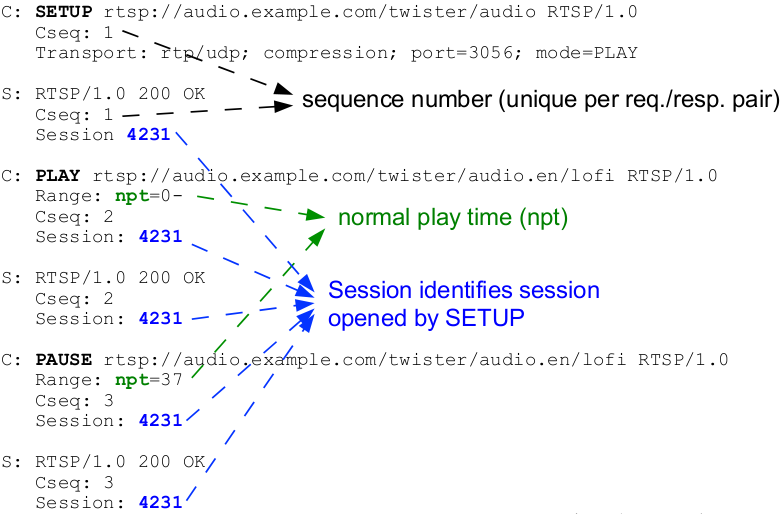 C: SETUP rtsp://audio.example.com/twister/audio RTSP/1.0
Cseq: 1
Transport: rtp/udp; compression; port=3056; mode=PLAY
S: RTSP/1.0 200 OK
Cseq: 1
Session 4231
sequence number (unique per req./resp. pair)
C: PLAY rtsp://audio.example.com/twister/audio.en/lofi RTSP/1.0
Range: npt=0-
Cseq: 2
Session: 4231
normal play time (npt)
S: RTSP/1.0 200 OK
Cseq: 2
Session: 4231
Session identifies session
opened by SETUP
C: PAUSE rtsp://audio.example.com/twister/audio.en/lofi RTSP/1.0
Range: npt=37
Cseq: 3
Session: 4231
S: RTSP/1.0 200 OK
Cseq: 3
Session: 4231